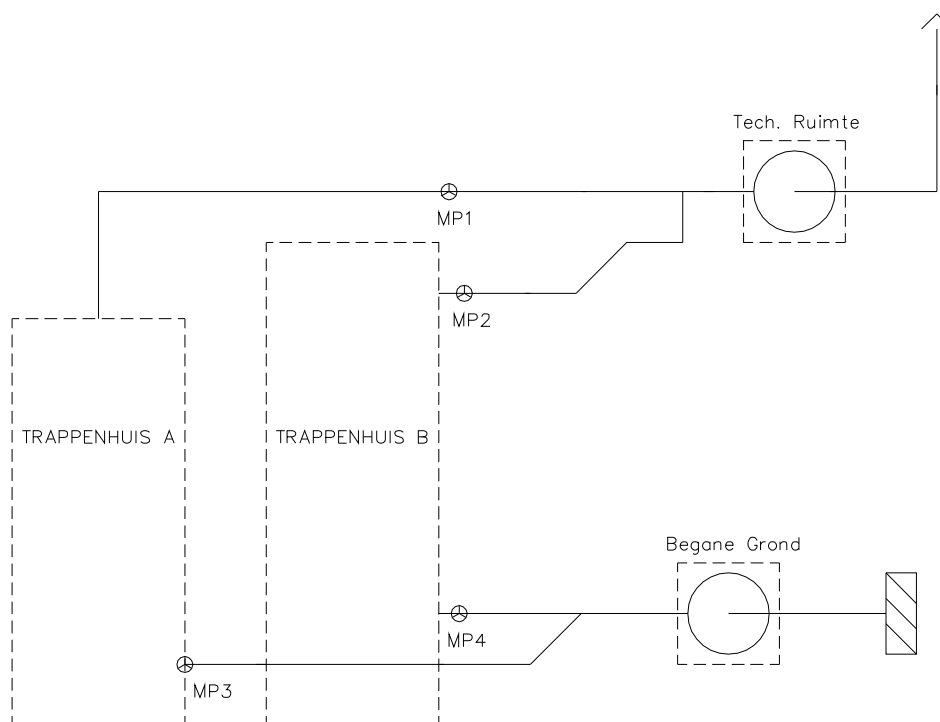 Tech. Ruimte
MP1
MP2
TRAPPENHUIS A
TRAPPENHUIS B
Begane Grond
MP4
MP3